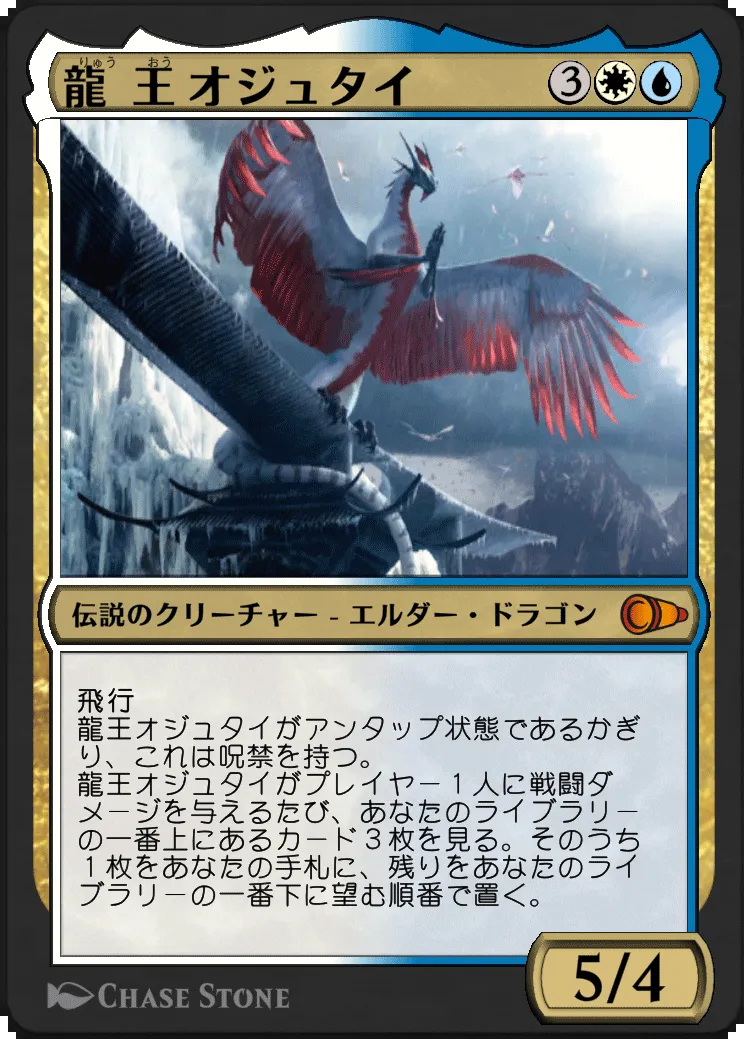 りゅう おう
龍 王 オジュタイ 3
伝説のクリーチャー - エルダー・ドラゴン
飛行
龍王オジュタイがアンタップ状態であるかぎ
り、これは呪禁を持つ。
龍王オジュタイがプレイヤー１人に戦闘ダ
メージを与えるたび、あなたのライブラリー
の一番上にあるカード３枚を見る。そのうち
１枚をあなたの手札に、残りをあなたのライ
ブラリーの一番下に望む順番で置く。
5/4
CHASE STONE